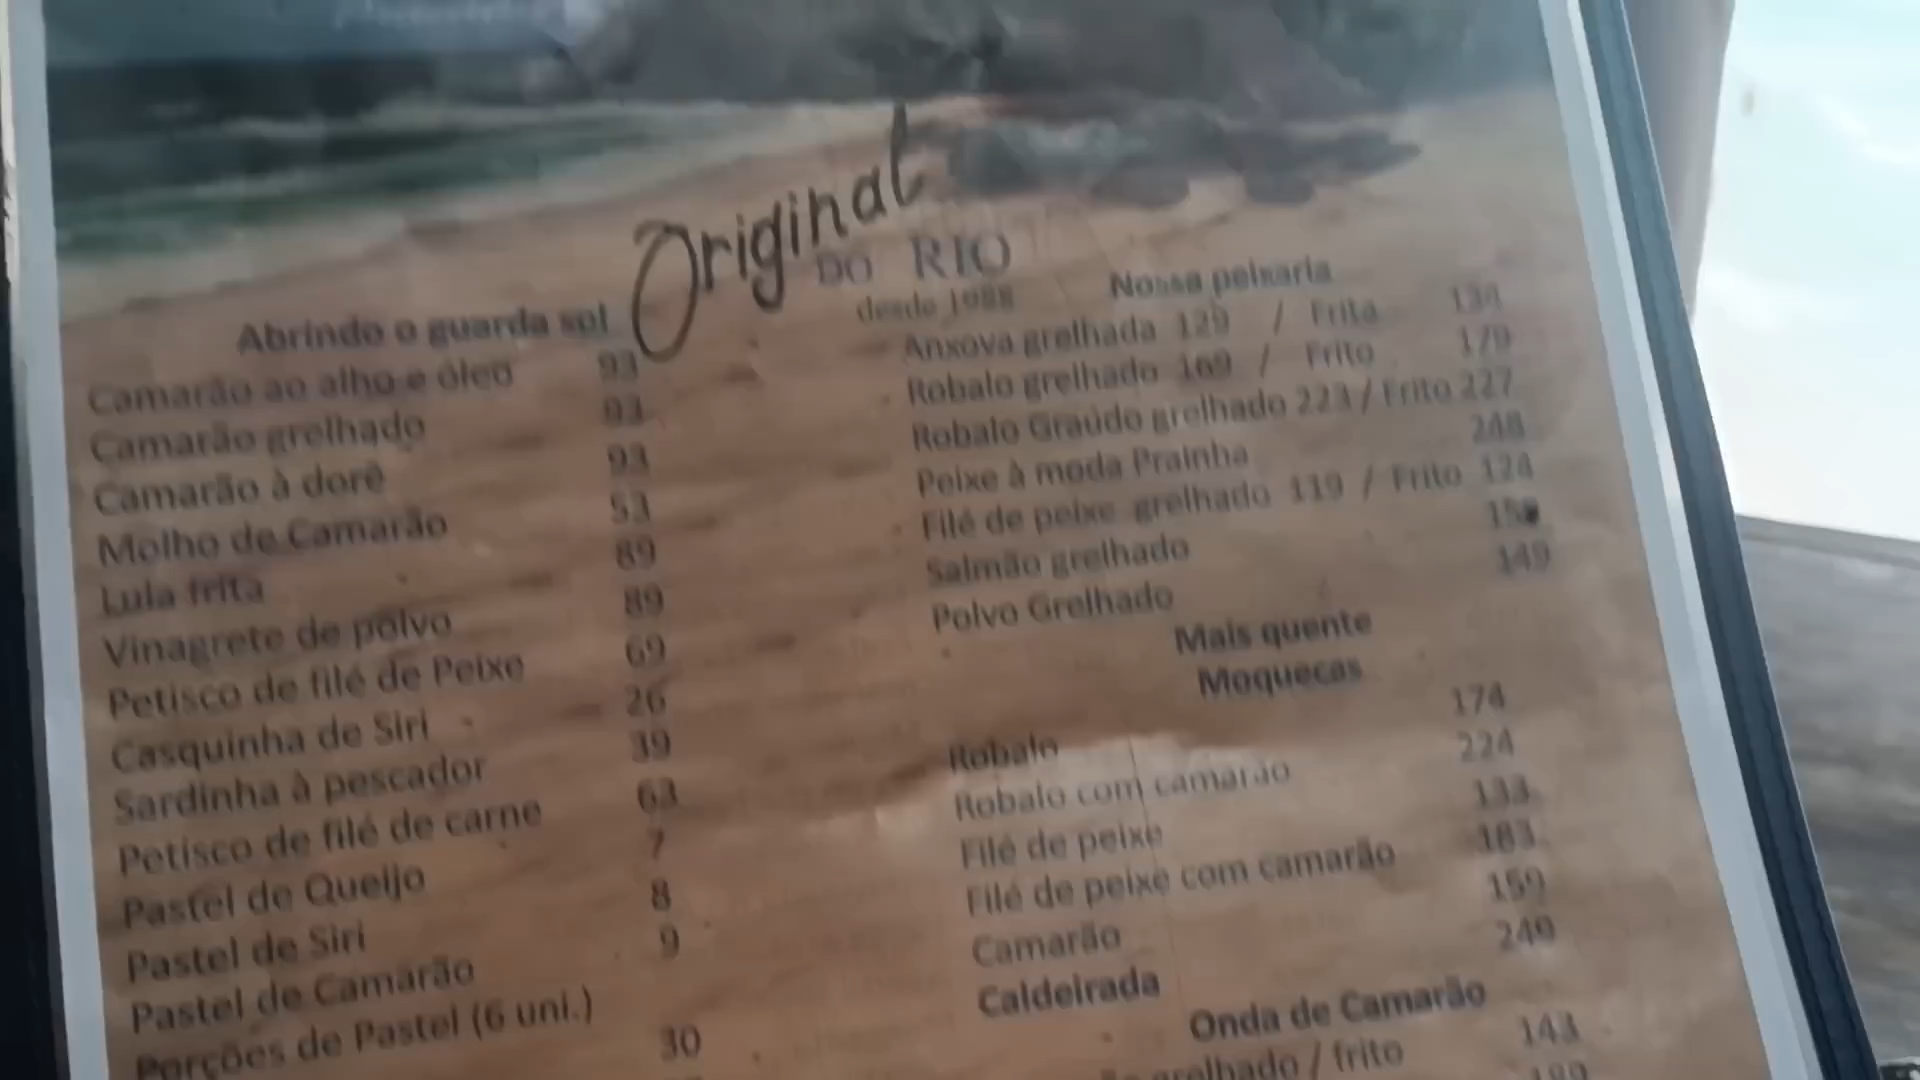 Original
DO RIO
desde 1988
Abrindo o guarda sol
Camarão ao alho e óleo 93
Camarão grelhado 93
Camarão à dorê 93
Molho de Camarão 53
Lula frita 89
Vinagrete de polvo 89
Petisco de filé de Peixe 69
Casquinha de Siri 26
Sardinha à pescador 39
Petisco de filé de carne 63
Pastel de Queijo 7
Pastel de Siri 8
Pastel de Camarão 9
Porções de Pastel (6 uni.)
30
Nossa peixaria
Anxova grelhada 129 / Frita 134
Robalo grelhado 169 / Frito 179
Robalo Graúdo grelhado 223 / Frito 227
Peixe à moda Prainha 248
Filé de peixe grelhado 119 / Frito 124
Salmão grelhado
Polvo Grelhado 149
Mais quente
Moquecas
Robalo 174
Robalo com camarão 224
Filé de peixe 133
Filé de peixe com camarão 183
Camarão 159
Caldeirada 249
Onda de Camarão
grelhado / frito 143
189